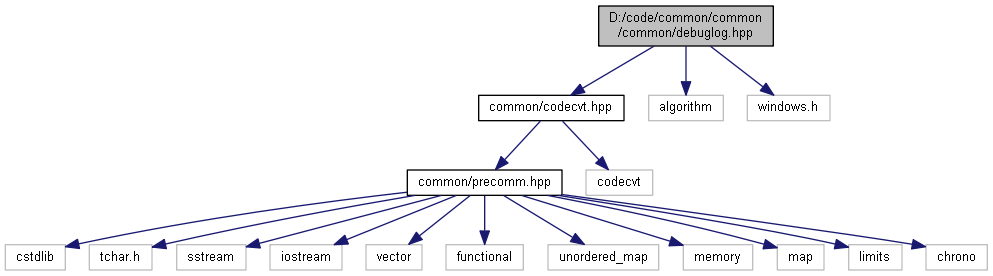 D:/code/common/common
/common/debuglog.hpp
common/codecvt.hpp
algorithm
windows.h
common/precomm.hpp
codecvt
cstdlib
tchar.h
sstream
iostream
vector
functional
unordered_map
memory
map
limits
chrono